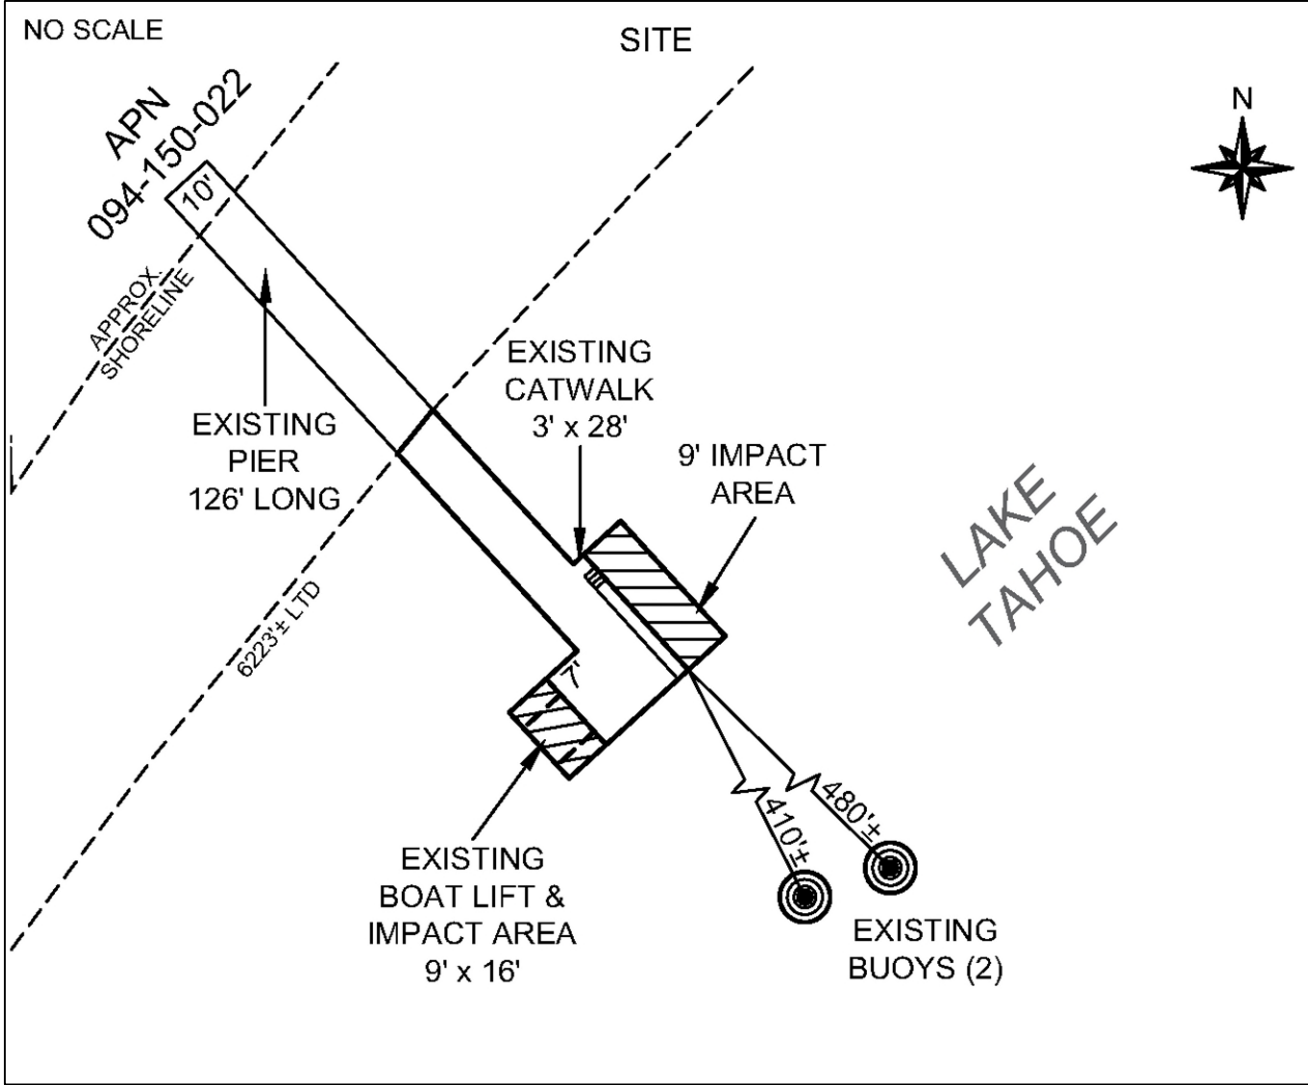 NO SCALE
SITE
N
APN
094-150-022
10'
APPROX.
SHORELINE
EXISTING
CATWALK
3' x 28'
EXISTING
PIER
126' LONG
9' IMPACT
AREA
LAKE
TAHOE
6223'± LTD
7'
410'±
480'±
EXISTING
BOAT LIFT &
IMPACT AREA
9' x 16'
EXISTING
BUOYS (2)